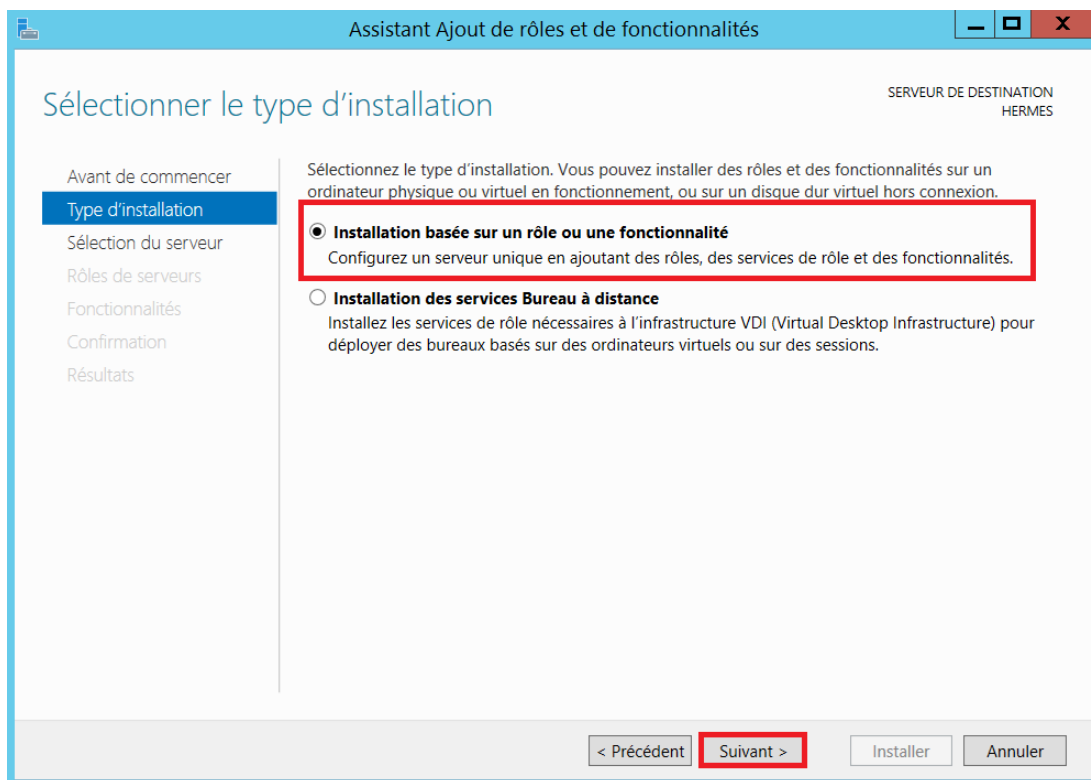 Assistant Ajout de rôles et de fonctionnalités
Sélectionner le type d'installation
SERVEUR DE DESTINATION
HERMES
Avant de commencer
Type d'installation
Sélection du serveur
Rôles de serveurs
Fonctionnalités
Confirmation
Résultats
Sélectionnez le type d'installation. Vous pouvez installer des rôles et des fonctionnalités sur un
ordinateur physique ou virtuel en fonctionnement, ou sur un disque dur virtuel hors connexion.
Installation basée sur un rôle ou une fonctionnalité
Configurez un serveur unique en ajoutant des rôles, des services de rôle et des fonctionnalités.
Installation des services Bureau à distance
Installez les services de rôle nécessaires à l'infrastructure VDI (Virtual Desktop Infrastructure) pour
déployer des bureaux basés sur des ordinateurs virtuels ou sur des sessions.
< Précédent Suivant > Installer Annuler